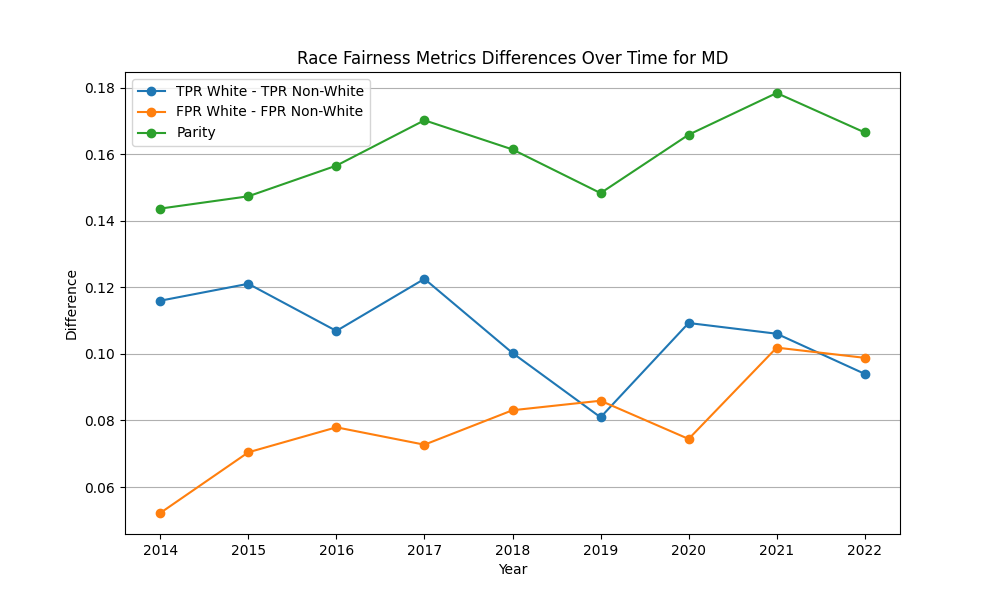 Race Fairness Metrics Differences Over Time for MD
TPR White - TPR Non-White
FPR White - FPR Non-White
Parity
0.18
0.16
0.14
0.12
0.10
0.08
0.06
Difference
2014 2015 2016 2017 2018 2019 2020 2021 2022
Year